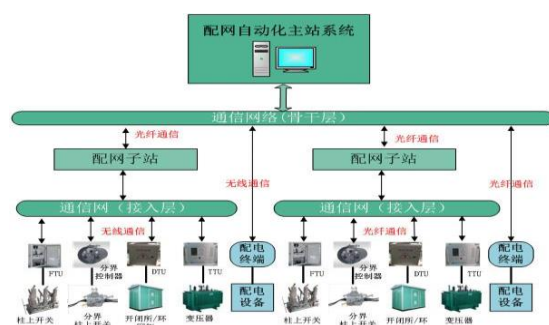 配网自动化主站系统
通信网络(骨干层)
光纤通信
光纤通信
配网子站
配网子站
无线通信
光纤通信
通信网(接入层)
通信网(接入层)
无线通信
光纤通信
FTU
分界
控制器
DTU
TTU
配电
终端
FTU
分界
控制器
DTU
TTU
配电
终端
柱上开关
分界
柱上开关
开闭所/环
变压器
配电
设备
柱上开关
分界
柱上开关
开闭所/环
变压器
配电
设备